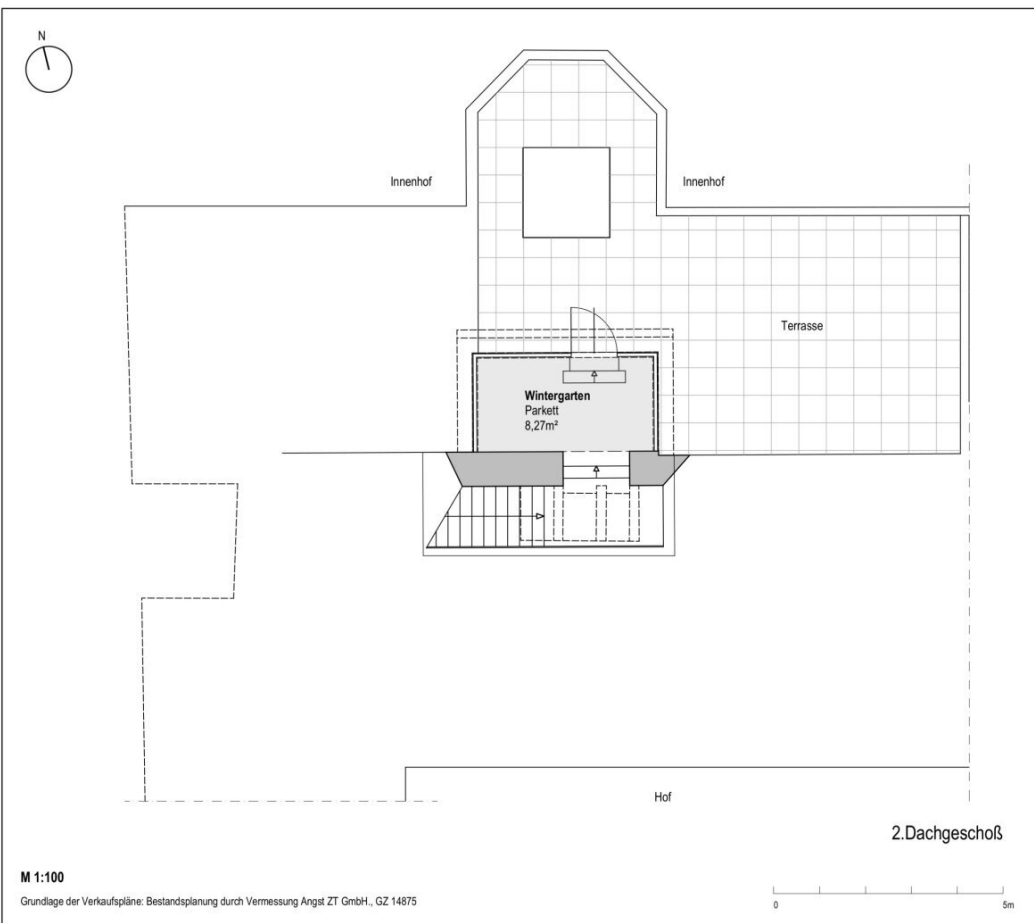 N
Innenhof
Innenhof
Terrasse
Wintergarten
Parkett
8,27m²
Hof
2.Dachgeschoß
M 1:100
Grundlage der Verkaufspläne: Bestandsplanung durch Vermessung Angst ZT GmbH., GZ 14875
0
5m